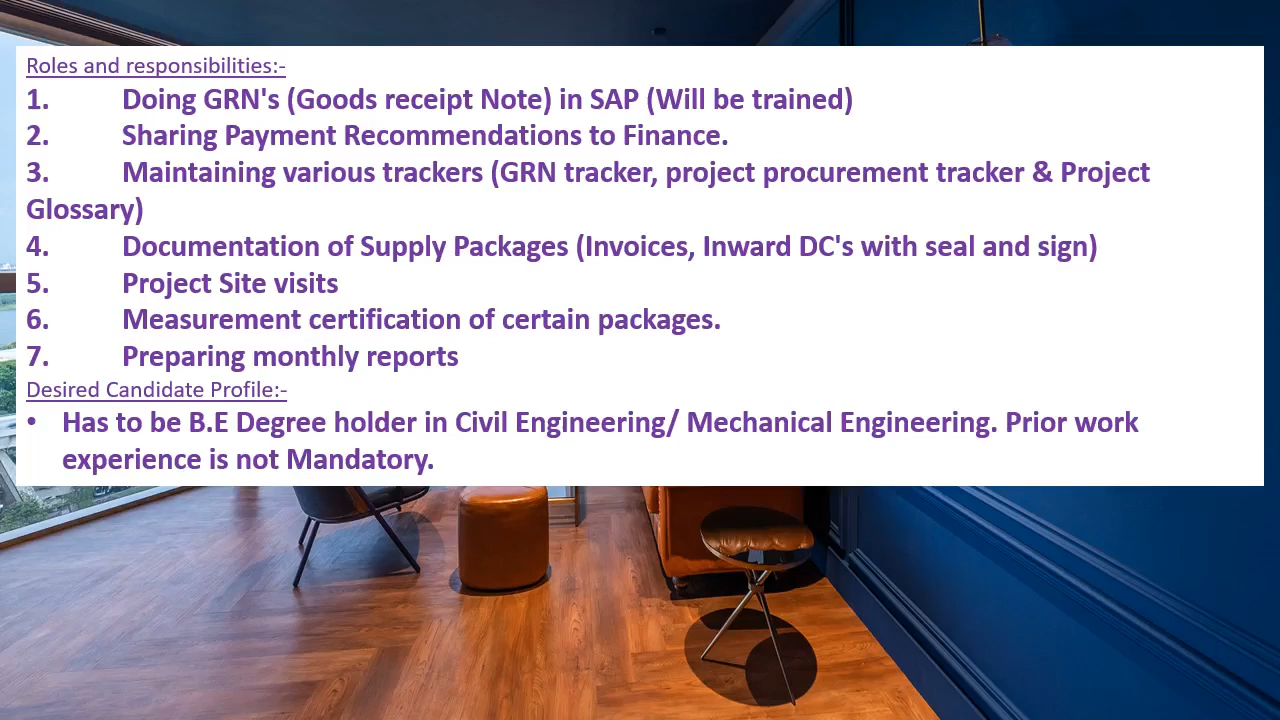 Roles and responsibilities:-
1. Doing GRN's (Goods receipt Note) in SAP (Will be trained)
2. Sharing Payment Recommendations to Finance.
3. Maintaining various trackers (GRN tracker, project procurement tracker & Project
Glossary)
4. Documentation of Supply Packages (Invoices, Inward DC's with seal and sign)
5. Project Site visits
6. Measurement certification of certain packages.
7. Preparing monthly reports
Desired Candidate Profile:-
• Has to be B.E Degree holder in Civil Engineering/ Mechanical Engineering. Prior work
experience is not Mandatory.